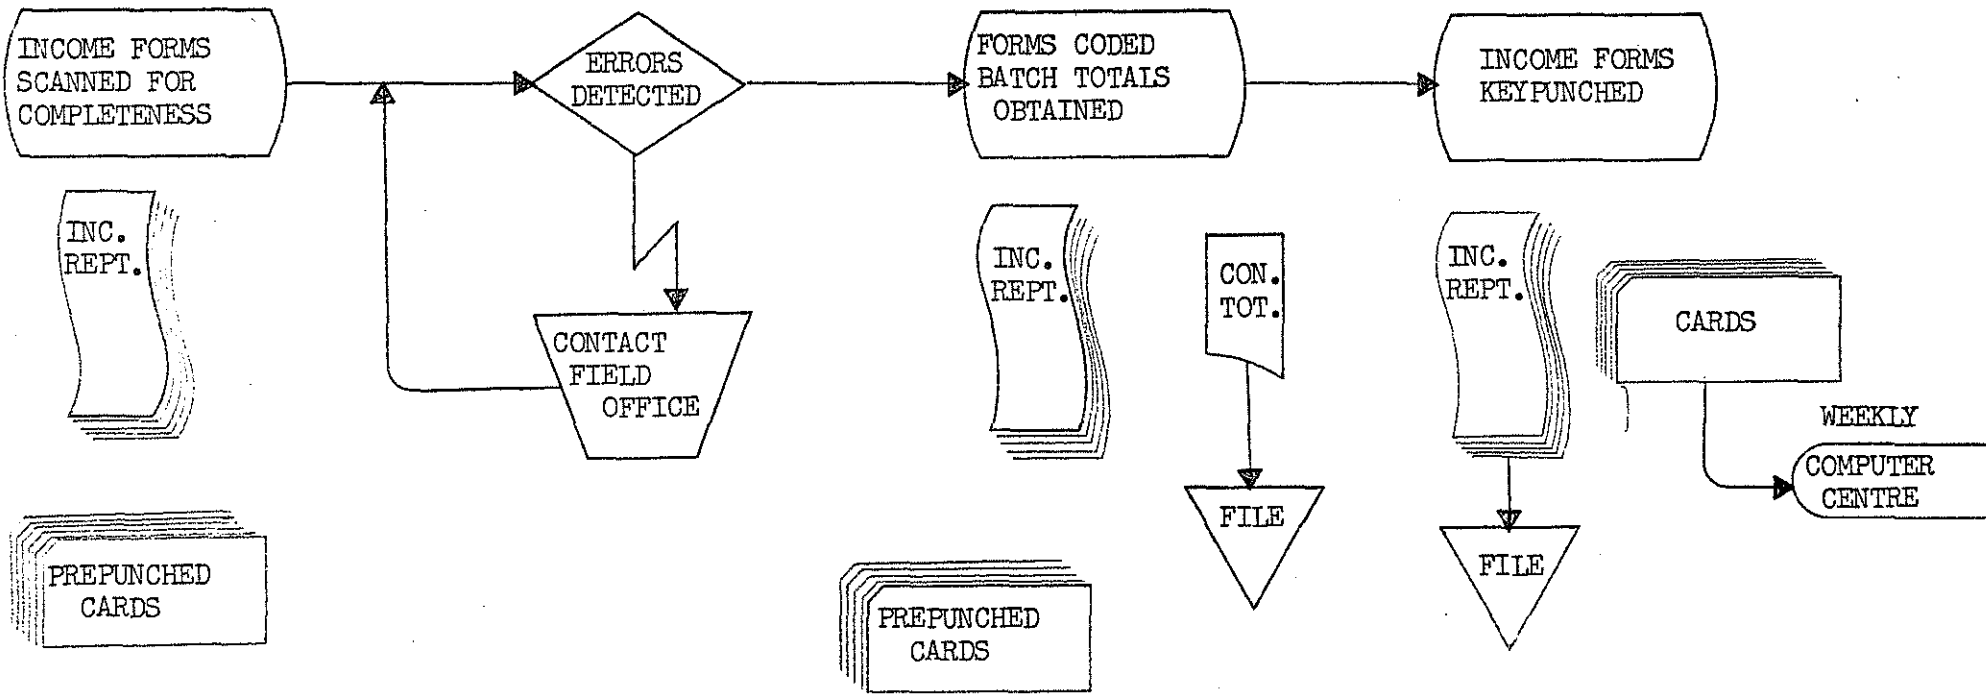 INCOME FORMS
SCANNED FOR
COMPLETENESS
ERRORS
DETECTED
FORMS CODED
BATCH TOTALS
OBTAINED
INCOME FORMS
KEYPUNCHED
INC.
REPT.
CONTACT
FIELD
OFFICE
INC.
REPT.
CON.
TOT.
INC.
REPT.
CARDS
WEEKLY
COMPUTER
CENTRE
FILE
FILE
PREPUNCHED
CARDS
PREPUNCHED
CARDS